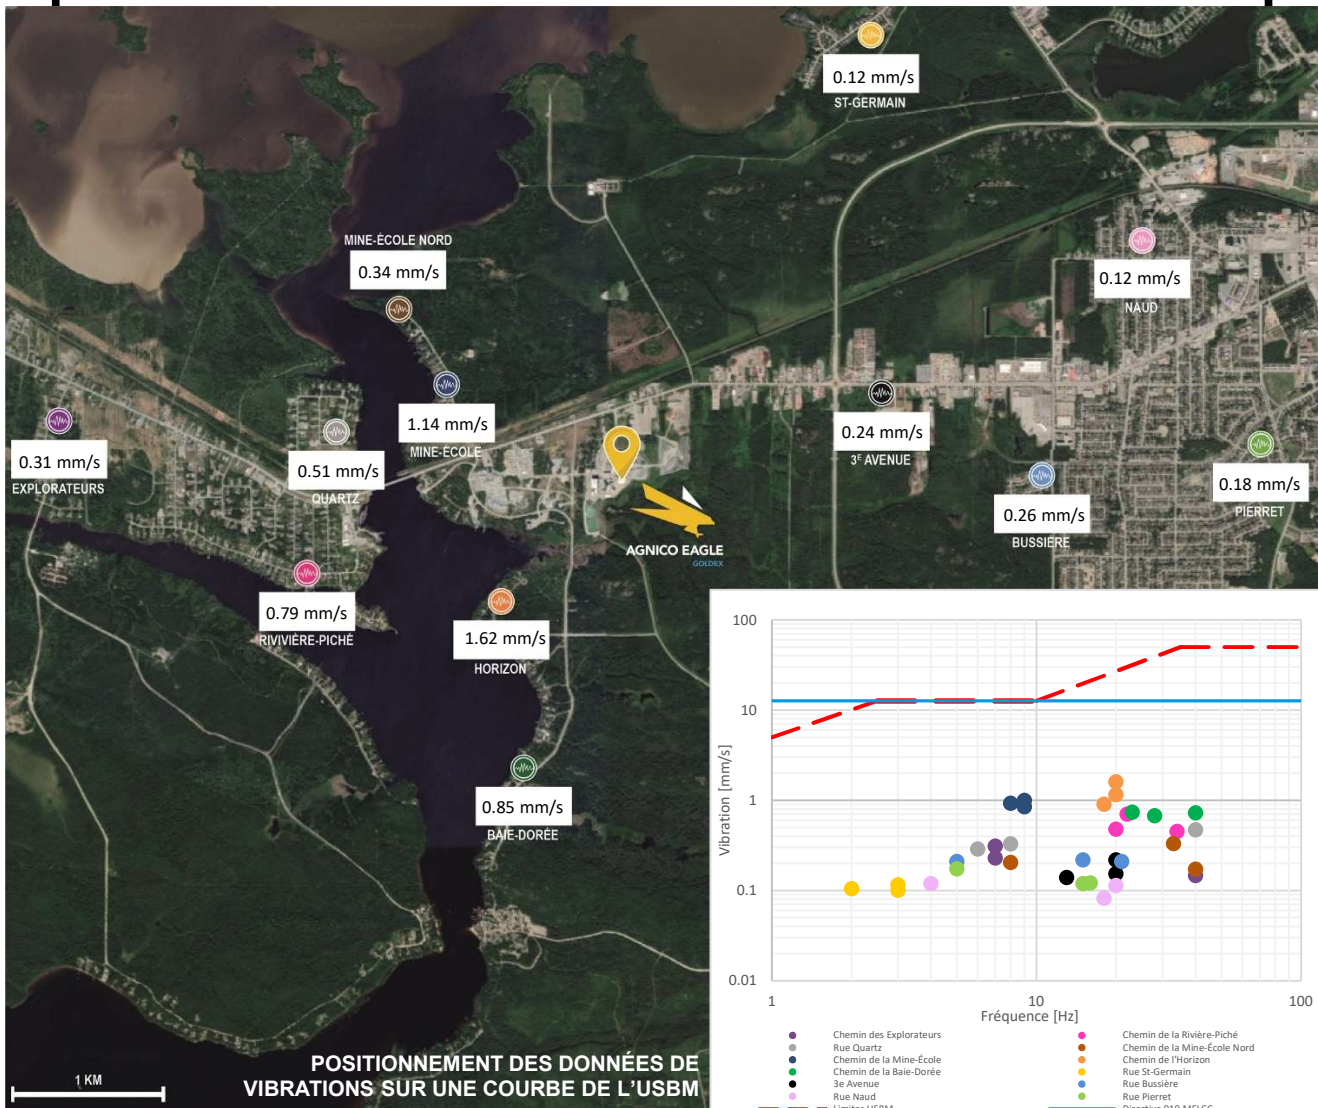 0.12 mm/s
ST-GERMAIN
MINE-ÉCOLE NORD
0.34 mm/s
0.12 mm/s
NAUD
1.14 mm/s
MINE-ÉCOLE
0.31 mm/s
EXPLORATEURS
0.51 mm/s
QUARTZ
0.24 mm/s
3E AVENUE
0.26 mm/s
BUSSIÈRE
0.18 mm/s
PIERRET
AGNICO EAGLE
GOLDEX
0.79 mm/s
RIVIVIÈRE-PICHÉ
1.62 mm/s
HORIZON
0.85 mm/s
BAIE-DORÉE
POSITIONNEMENT DES DONNÉES DE
VIBRATIONS SUR UNE COURBE DE L'USBM
1 KM
Vibration [mm/s]
100
10
1
0.1
0.01
1
10
100
Fréquence [Hz]
Chemin des Explorateurs
Chemin de la Rivière-Piché
Rue Quartz
Chemin de la Mine-École Nord
Chemin de la Mine-École
Chemin de l'Horizon
Chemin de la Baie-Dorée
Rue St-Germain
3e Avenue
Rue Bussière
Rue Naud
Rue Pierret
Limites USBM
Directive 019 MELCC